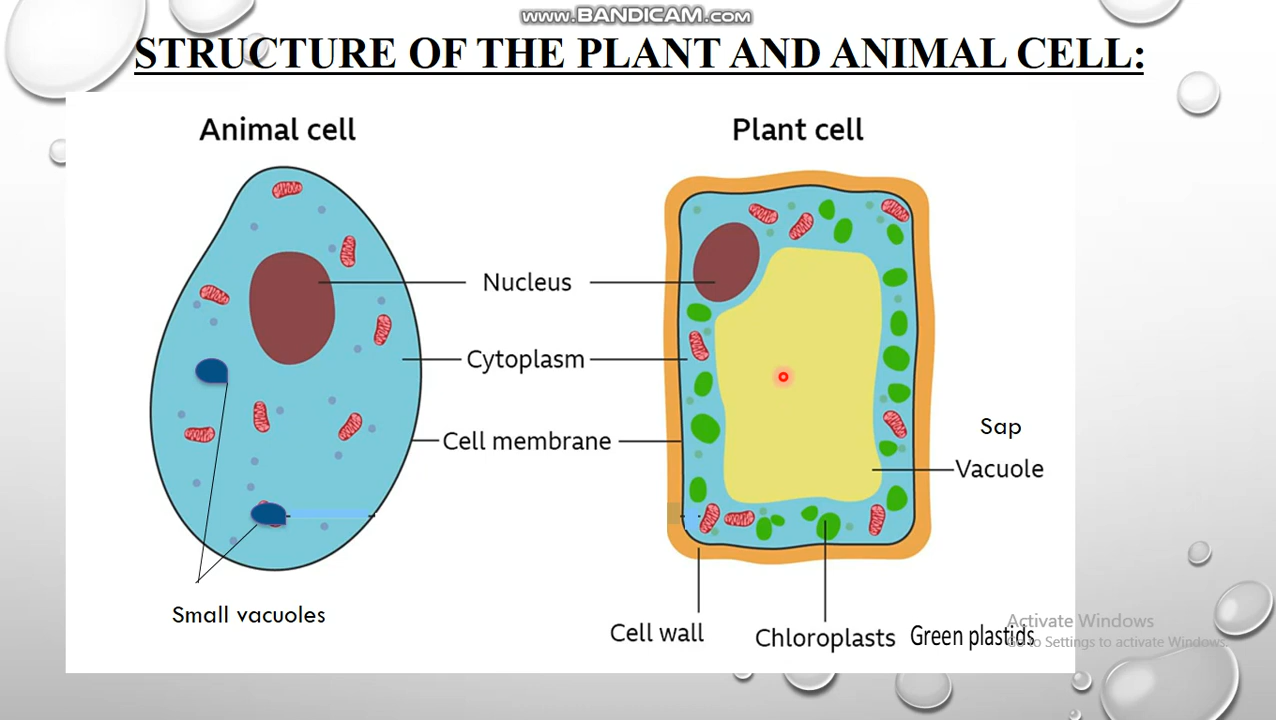 WWW.BANDICAM.COM
STRUCTURE OF THE PLANT AND ANIMAL CELL:
Animal cell
Plant cell
Nucleus
Cytoplasm
Cell membrane
Sap
Vacuole
Small vacuoles
Cell wall
Chloroplasts
Green plastids
Activate Windows
Go to Settings to activate Windows.